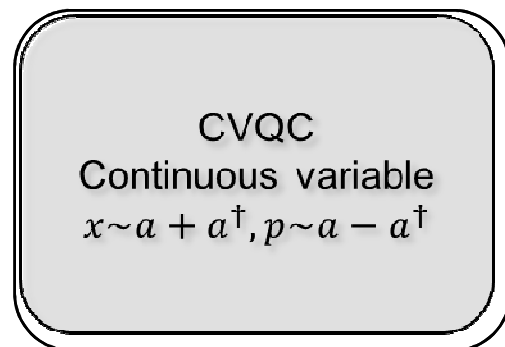 CVQC
Continuous variable
x~a + a†, p~a − a†